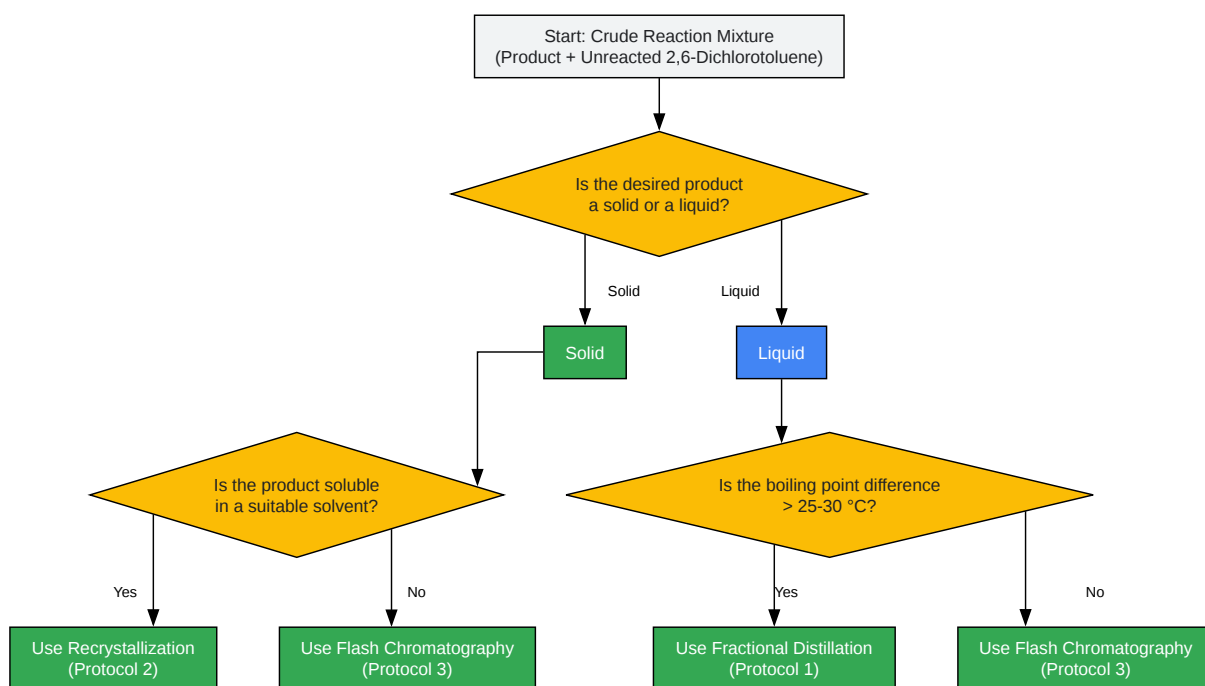 Start: Crude Reaction Mixture
(Product + Unreacted 2,6-Dichlorotoluene)
Is the desired product
a solid or a liquid?
Solid
Liquid
Solid
Liquid
Is the product soluble
in a suitable solvent?
Is the boiling point difference
> 25-30 °C?
Yes
No
Yes
No
Use Recrystallization
(Protocol 2)
Use Flash Chromatography
(Protocol 3)
Use Fractional Distillation
(Protocol 1)
Use Flash Chromatography
(Protocol 3)